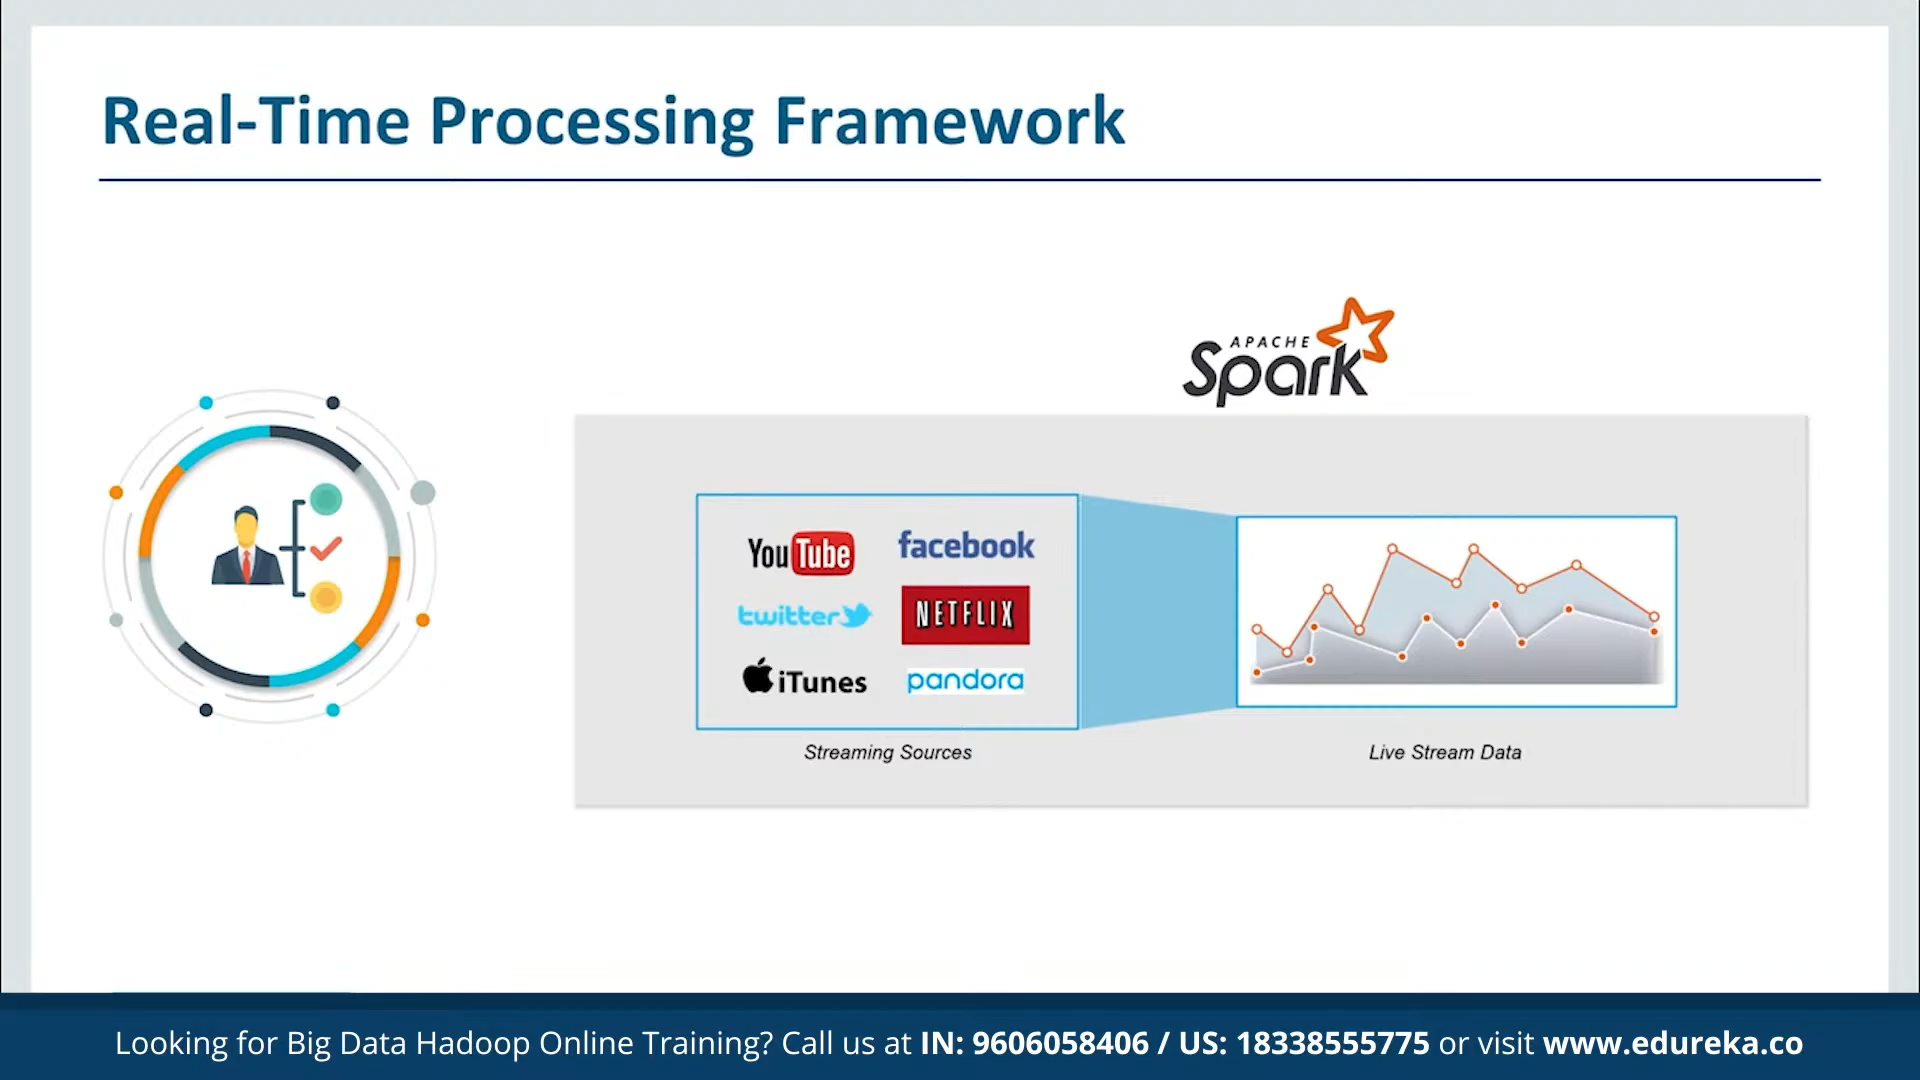 Real-Time Processing Framework
APACHE
Spark
YouTube
facebook
twitter
NETFLIX
iTunes
pandora
Streaming Sources
Live Stream Data
Looking for Big Data Hadoop Online Training? Call us at IN: 9606058406 / US: 18338555775 or visit www.edureka.co